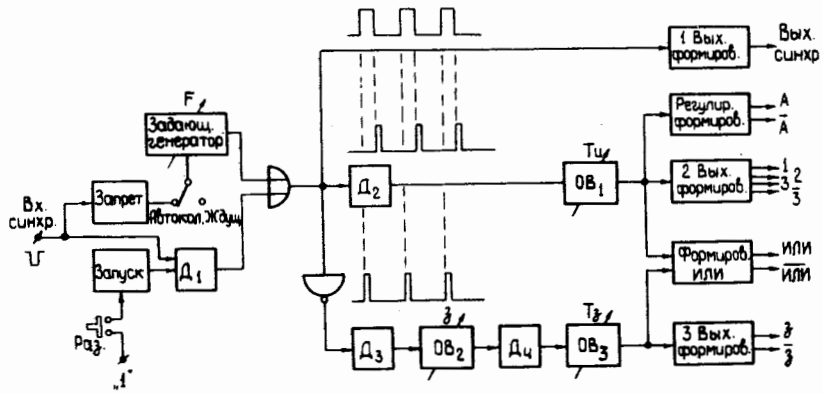 1 Вых.
формиров.
Вых.
синхр
F
Задающ.
генератор
Регулир.
формиров.
А
А̅
Tи
Д2
ОВ1
2 Вых.
формиров.
1
2
3
3̅
Запрет
Автокол.
Ждущ
Вх.
синхр.
Запуск
Д1
Формиров.
ИЛИ
ИЛИ
И̅Л̅И̅
Раз.
„1"
Д3
З
ОВ2
Д4
Tз
ОВ3
3 Вых.
формиров.
З
З̅